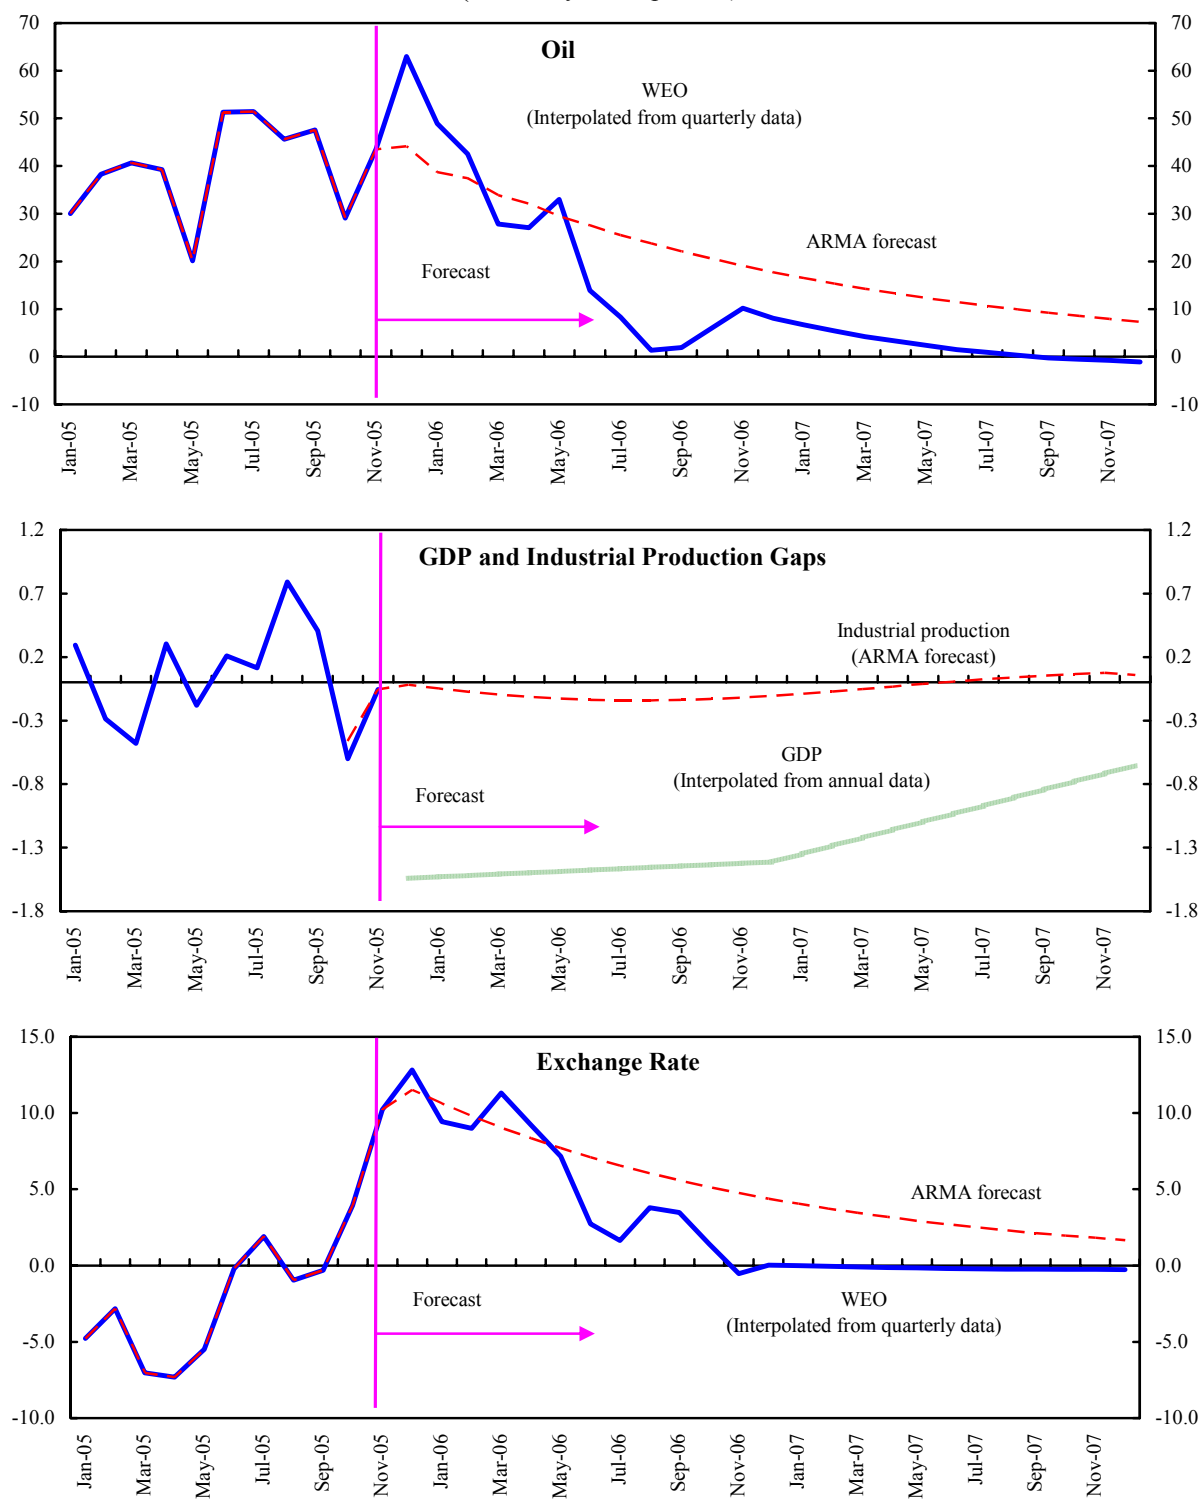 Oil
WEO
(Interpolated from quarterly data)
ARMA forecast
Forecast
70 60 50 40 30 20 10 0 -10
70 60 50 40 30 20 10 0 -10
Jan-05 Mar-05 May-05 Jul-05 Sep-05 Nov-05 Jan-06 Mar-06 May-06 Jul-06 Sep-06 Nov-06 Jan-07 Mar-07 May-07 Jul-07 Sep-07 Nov-07
GDP and Industrial Production Gaps
Industrial production
(ARMA forecast)
GDP
(Interpolated from annual data)
Forecast
1.2 0.7 0.2 -0.3 -0.8 -1.3 -1.8
1.2 0.7 0.2 -0.3 -0.8 -1.3 -1.8
Jan-05 Mar-05 May-05 Jul-05 Sep-05 Nov-05 Jan-06 Mar-06 May-06 Jul-06 Sep-06 Nov-06 Jan-07 Mar-07 May-07 Jul-07 Sep-07 Nov-07
Exchange Rate
ARMA forecast
Forecast
WEO
(Interpolated from quarterly data)
15.0 10.0 5.0 0.0 -5.0 -10.0
15.0 10.0 5.0 0.0 -5.0 -10.0
Jan-05 Mar-05 May-05 Jul-05 Sep-05 Nov-05 Jan-06 Mar-06 May-06 Jul-06 Sep-06 Nov-06 Jan-07 Mar-07 May-07 Jul-07 Sep-07 Nov-07